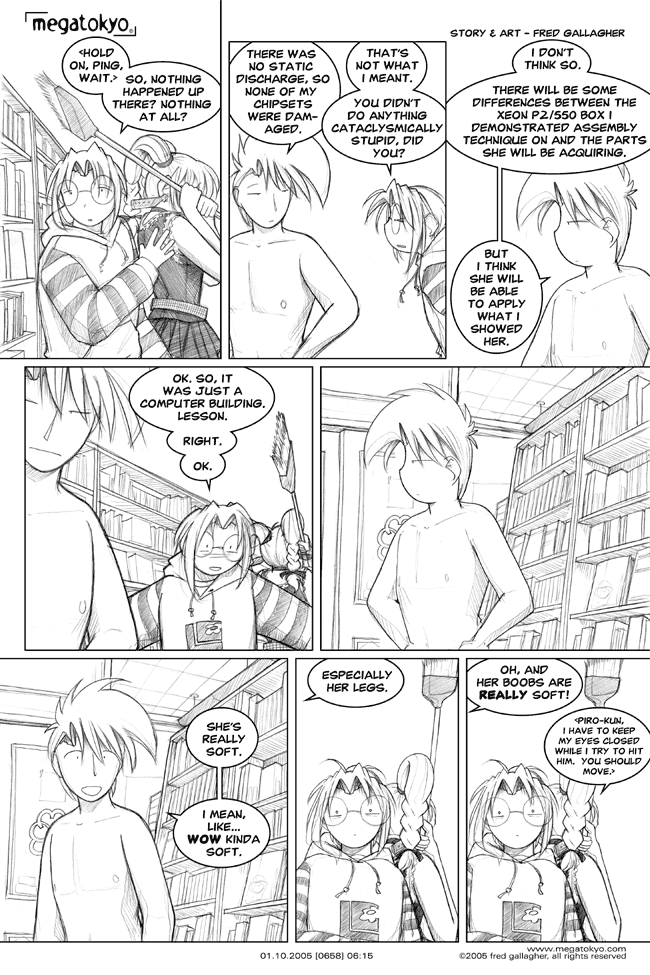 megatokyo®
STORY & ART - FRED GALLAGHER
<HOLD
ON, PING,
WAIT.>
SO, NOTHING
HAPPENED UP
THERE? NOTHING
AT ALL?
THERE WAS
NO STATIC
DISCHARGE, SO
NONE OF MY
CHIPSETS
WERE DAM-
AGED.
THAT'S
NOT WHAT
I MEANT.
YOU DIDN'T
DO ANYTHING
CATACLYSMICALLY
STUPID, DID
YOU?
I DON'T
THINK SO.
THERE WILL BE SOME
DIFFERENCES BETWEEN THE
XEON P2/550 BOX I
DEMONSTRATED ASSEMBLY
TECHNIQUE ON AND THE PARTS
SHE WILL BE ACQUIRING.
BUT
I THINK
SHE WILL
BE ABLE
TO APPLY
WHAT I
SHOWED
HER.
OK. SO, IT
WAS JUST A
COMPUTER BUILDING.
LESSON.
RIGHT.
OK.
SHE'S
REALLY
SOFT.
I MEAN,
LIKE...
WOW KINDA
SOFT.
ESPECIALLY
HER LEGS.
OH, AND
HER BOOBS ARE
REALLY SOFT!
<PIRO-KUN,
I HAVE TO KEEP
MY EYES CLOSED
WHILE I TRY TO HIT
HIM. YOU SHOULD
MOVE.>
01.10.2005 [0658] 06:15
www.megatokyo.com
©2005 fred gallagher, all rights reserved